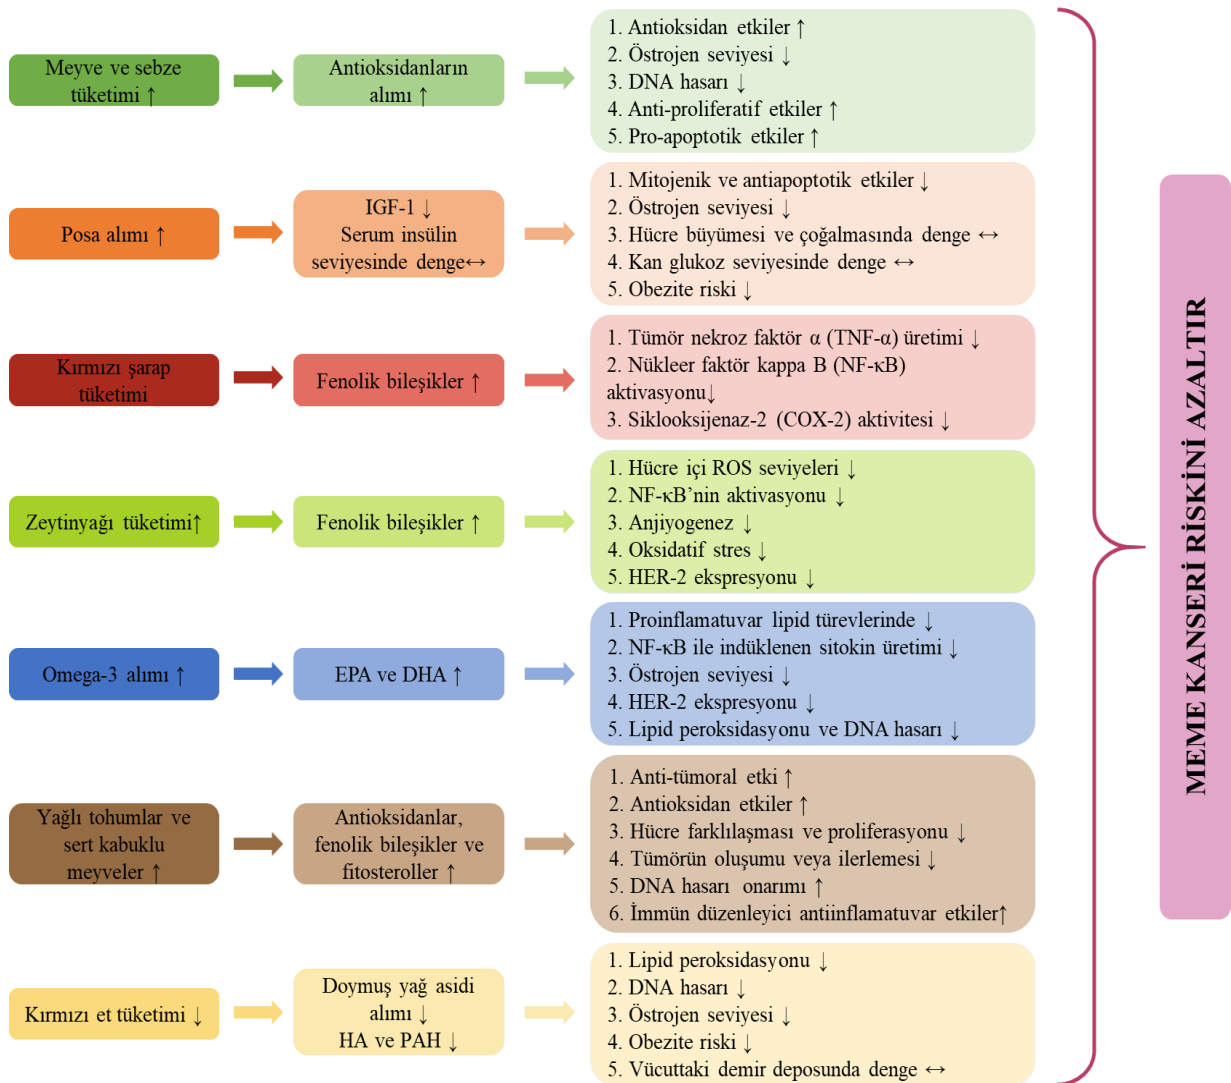 Meyve ve sebze
tüketimi ↑
Antioksidanların
alımı ↑
1. Antioksidan etkiler ↑
2. Östrojen seviyesi ↓
3. DNA hasarı ↓
4. Anti-proliferatif etkiler ↑
5. Pro-apoptotik etkiler ↑
Posa alımı ↑
IGF-1 ↓
Serum insülin
seviyesinde denge↔
1. Mitojenik ve antiapoptotik etkiler ↓
2. Östrojen seviyesi ↓
3. Hücre büyümesi ve çoğalmasında denge ↔
4. Kan glukoz seviyesinde denge ↔
5. Obezite riski ↓
Kırmızı şarap
tüketimi
Fenolik bileşikler ↑
1. Tümör nekroz faktör α (TNF-α) üretimi ↓
2. Nükleer faktör kappa B (NF-κB)
aktivasyonu↓
3. Siklooksijenaz-2 (COX-2) aktivitesi ↓
Zeytinyağı tüketimi↑
Fenolik bileşikler ↑
1. Hücre içi ROS seviyeleri ↓
2. NF-κB’nin aktivasyonu ↓
3. Anjiyogenez ↓
4. Oksidatif stres ↓
5. HER-2 ekspresyonu ↓
Omega-3 alımı ↑
EPA ve DHA ↑
1. Proinflamatuvar lipid türevlerinde ↓
2. NF-κB ile indüklenen sitokin üretimi ↓
3. Östrojen seviyesi ↓
4. HER-2 ekspresyonu ↓
5. Lipid peroksidasyonu ve DNA hasarı ↓
Yağlı tohumlar ve
sert kabuklu
meyveler ↑
Antioksidanlar,
fenolik bileşikler ve
fitosteroller ↑
1. Anti-tümoral etki ↑
2. Antioksidan etkiler ↑
3. Hücre farklılaşması ve proliferasyonu ↓
4. Tümörün oluşumu veya ilerlemesi ↓
5. DNA hasarı onarımı ↑
6. İmmün düzenleyici antiinflamatuvar etkiler↑
Kırmızı et tüketimi ↓
Doymuş yağ asidi
alımı ↓
HA ve PAH ↓
1. Lipid peroksidasyonu ↓
2. DNA hasarı ↓
3. Östrojen seviyesi ↓
4. Obezite riski ↓
5. Vücuttaki demir deposunda denge ↔
MEME KANSERİ RİSKİNİ AZALTIR